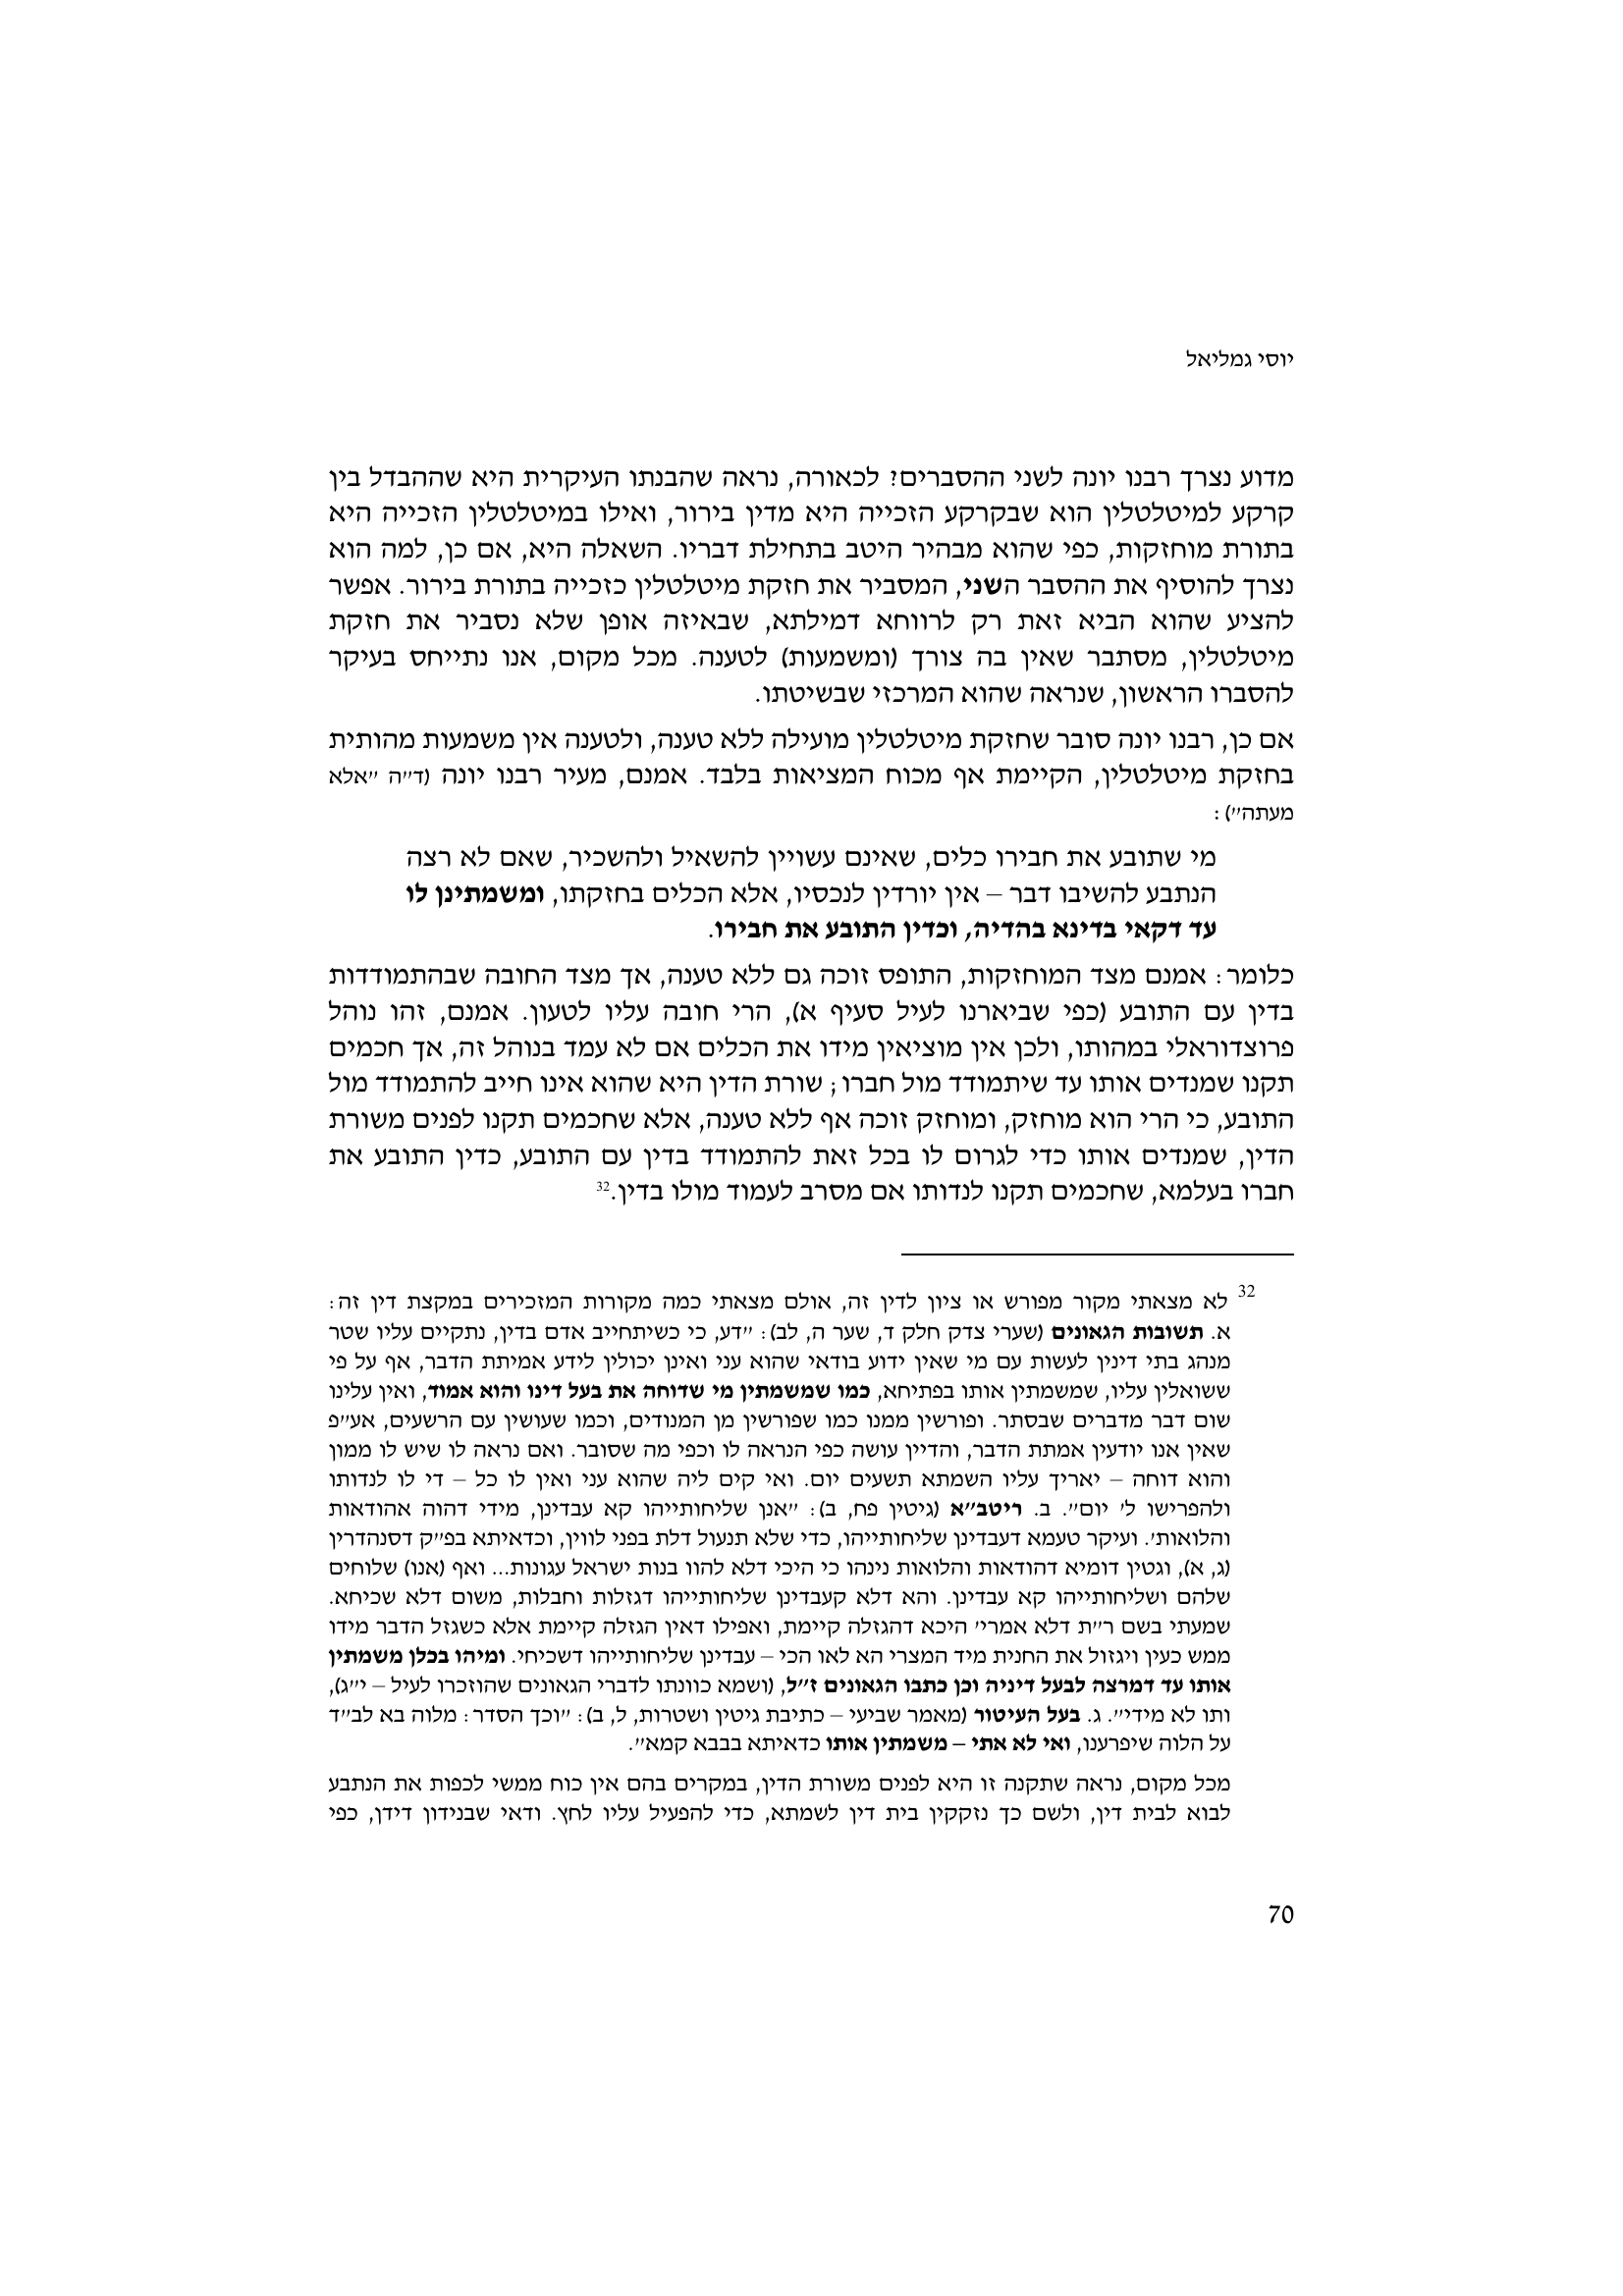 יוסי גמליאל
מדוע נצרך רבנו יונה לשני ההסברים? לכאורה, נראה שהבנתו העיקרית היא שההבדל בין
קרקע למיטלטלין הוא שבקרקע הזכייה היא מדין בירור, ואילו במיטלטלין הזכייה היא
בתורת מוחזקות, כפי שהוא מבהיר היטב בתחילת דבריו. השאלה היא, אם כן, למה הוא
נצרך להוסיף את ההסבר השני, המסביר את חזקת מיטלטלין כזכייה בתורת בירור. אפשר
להציע שהוא הביא זאת רק לרווחא דמילתא, שבאיזה אופן שלא נסביר את חזקת
מיטלטלין, מסתבר שאין בה צורך (ומשמעות) לטענה. מכל מקום, אנו נתייחס בעיקר
להסברו הראשון, שנראה שהוא המרכזי שבשיטתו.
אם כן, רבנו יונה סובר שחזקת מיטלטלין מועילה ללא טענה, ולטענה אין משמעות מהותית
בחזקת מיטלטלין, הקיימת אף מכוח המציאות בלבד. אמנם, מעיר רבנו יונה (ד״ה ״אלא
מעתה״):
מי שתובע את חבירו כלים, שאינם עשויין להשאיל ולהשכיר, שאם לא רצה
הנתבע להשיבו דבר – אין יורדין לנכסיו, אלא הכלים בחזקתו, ומשמתינן לו
עד דקאי בדינא בהדיה, וכדין התובע את חבירו.
כלומר: אמנם מצד המוחזקות, התופס זוכה גם ללא טענה, אך מצד החובה שבהתמודדות
בדין עם התובע (כפי שביארנו לעיל סעיף א), הרי חובה עליו לטעון. אמנם, זהו נוהל
פרוצדוראלי במהותו, ולכן אין מוציאין מידו את הכלים אם לא עמד בנוהל זה, אך חכמים
תקנו שמנדים אותו עד שיתמודד מול חברו; שורת הדין היא שהוא אינו חייב להתמודד מול
התובע, כי הרי הוא מוחזק, ומוחזק זוכה אף ללא טענה, אלא שחכמים תקנו לפנים משורת
הדין, שמנדים אותו כדי לגרום לו בכל זאת להתמודד בדין עם התובע, כדין התובע את
חברו בעלמא, שחכמים תקנו לנדותו אם מסרב לעמוד מולו בדין.32
32 לא מצאתי מקור מפורש או ציון לדין זה, אולם מצאתי כמה מקורות המזכירים במקצת דין זה:
א. תשובות הגאונים (שערי צדק חלק ד, שער ה, לב): ״דע, כי כשיתחייב אדם בדין, נתקיים עליו שטר
מנהג בתי דינין לעשות עם מי שאין ידוע בודאי שהוא עני ואינן יכולין לידע אמיתת הדבר, אף על פי
ששואלין עליו, שמשמתין אותו בפתיחא, כמו שמשמתין מי שדוחה את בעל דינו והוא אמוד, ואין עלינו
שום דבר מדברים שבסתר. ופורשין ממנו כמו שפורשין מן המנודים, וכמו שעושין עם הרשעים, אע״פ
שאין אנו יודעין אמתת הדבר, והדיין עושה כפי הנראה לו וכפי מה שסובר. ואם נראה לו שיש לו ממון
והוא דוחה – יאריך עליו השמתא תשעים יום. ואי קים ליה שהוא עני ואין לו כל – די לו לנדותו
ולהפרישו ל׳ יום״. ב. ריטב״א (גיטין פח, ב): ״אנן שליחותייהו קא עבדינן, מידי דהוה אהודאות
והלואות׳. ועיקר טעמא דעבדינן שליחותייהו, כדי שלא תנעול דלת בפני לווין, וכדאיתא בפ״ק דסנהדרין
(ג, א), וגטין דומיא דהודאות והלואות נינהו כי היכי דלא להוו בנות ישראל עגונות... ואף (אנו) שלוחים
שלהם ושליחותייהו קא עבדינן. והא דלא קעבדינן שליחותייהו דגזלות וחבלות, משום דלא שכיחא.
שמעתי בשם ר״ת דלא אמרי׳ היכא דהגזלה קיימת, ואפילו דאין הגזלה קיימת אלא כשגזל הדבר מידו
ממש כעין ויגזול את החנית מיד המצרי הא לאו הכי – עבדינן שליחותייהו דשכיחי. ומיהו בכלן משמתין
אותו עד דמרצה לבעל דיניה וכן כתבו הגאונים ז״ל, (ושמא כוונתו לדברי הגאונים שהוזכרו לעיל – י״ג),
ותו לא מידי״. ג. בעל העיטור (מאמר שביעי – כתיבת גיטין ושטרות, ל, ב): ״וכך הסדר: מלוה בא לב״ד
על הלוה שיפרענו, ואי לא אתי – משמתין אותו כדאיתא בבבא קמא״.
מכל מקום, נראה שתקנה זו היא לפנים משורת הדין, במקרים בהם אין כוח ממשי לכפות את הנתבע
לבוא לבית דין, ולשם כך נזקקין בית דין לשמתא, כדי להפעיל עליו לחץ. ודאי שבנידון דידן, כפי
70